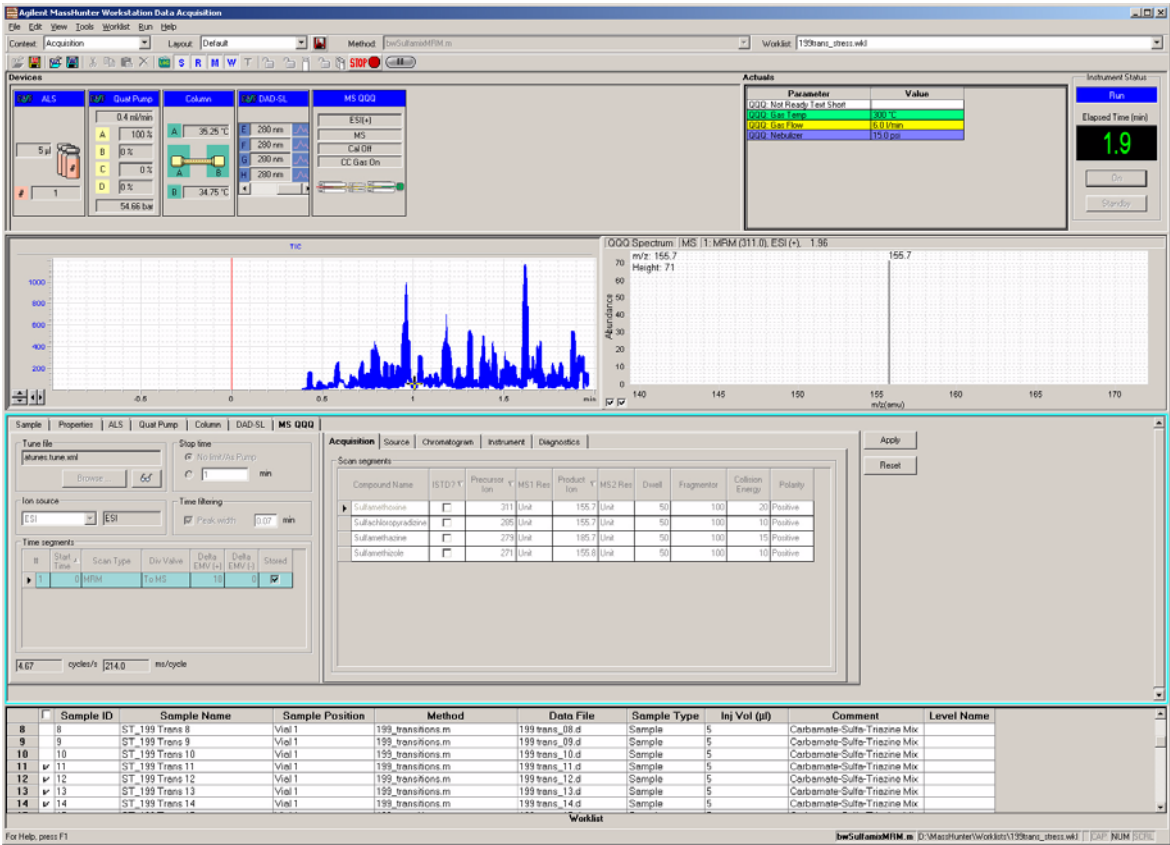 Agilent MassHunter Workstation Data Acquisition
File Edit View Tools Worklist Run Help
Context: Acquisition Layout: Default Method: bwSulfamixMRM.m Worklist: 199trans_stress.wkl
S R M W T STOP
Devices Actuals Instrument Status
ALS Quat Pump Column DAD-SL MS QQQ
Parameter Value
QQQ: Not Ready Text Short
QQQ: Gas Temp 300 °C
QQQ: Gas Flow 6.0 l/min
QQQ: Nebulizer 15.0 psi
Run
Elapsed Time (min)
1.9
On
Standby
0.4 ml/min
A 100 %
B 0 %
C 0 %
D 0 %
54.66 bar
5 µl
# 1
A 35.25 °C
A B
B 34.75 °C
E 280 nm
F 280 nm
G 280 nm
H 280 nm
ESI(+)
MS
Cal Off
CC Gas On
TIC
1000
800
600
400
200
-0.5 0 0.5 1 1.5 min
QQQ Spectrum MS 1: MRM (311.0), ESI (+), 1.96
m/z: 155.7
Height: 71
155.7
Abundance
70
60
50
40
30
20
10
0
140 145 150 155 160 165 170
m/z(amu)
Sample Properties ALS Quat Pump Column DAD-SL MS QQQ
Tune file
atunes.tune.xml
Browse ...
Stop time
No limit/As Pump
1 min
Ion source
ESI ESI
Time filtering
Peak width 0.07 min
Time segments
# Start Time Scan Type Div Valve Delta EMV (+) Delta EMV (-) Stored
1 0 MRM To MS 10 0
4.67 cycles/s 214.0 ms/cycle
Acquisition Source Chromatogram Instrument Diagnostics
Scan segments
Compound Name ISTD? Precursor Ion MS1 Res Product Ion MS2 Res Dwell Fragmentor Collision Energy Polarity
Sulfamethoxine 311 Unit 155.7 Unit 50 100 20 Positive
Sulfachloropyradizine 285 Unit 155.7 Unit 50 100 10 Positive
Sulfamethazine 279 Unit 185.7 Unit 50 100 15 Positive
Sulfamethizole 271 Unit 155.8 Unit 50 100 10 Positive
Apply
Reset
Sample ID Sample Name Sample Position Method Data File Sample Type Inj Vol (µl) Comment Level Name
8 8 ST_199 Trans 8 Vial 1 199_transitions.m 199 trans_08.d Sample 5 Carbamate-Sulfa-Triazine Mix
9 9 ST_199 Trans 9 Vial 1 199_transitions.m 199 trans_09.d Sample 5 Carbamate-Sulfa-Triazine Mix
10 10 ST_199 Trans 10 Vial 1 199_transitions.m 199 trans_10.d Sample 5 Carbamate-Sulfa-Triazine Mix
11 11 ST_199 Trans 11 Vial 1 199_transitions.m 199 trans_11.d Sample 5 Carbamate-Sulfa-Triazine Mix
12 12 ST_199 Trans 12 Vial 1 199_transitions.m 199 trans_12.d Sample 5 Carbamate-Sulfa-Triazine Mix
13 13 ST_199 Trans 13 Vial 1 199_transitions.m 199 trans_13.d Sample 5 Carbamate-Sulfa-Triazine Mix
14 14 ST_199 Trans 14 Vial 1 199_transitions.m 199 trans_14.d Sample 5 Carbamate-Sulfa-Triazine Mix
Worklist
For Help, press F1 bwSulfamixMRM.m D:\MassHunter\Worklists\199trans_stress.wkl CAP NUM SCRL